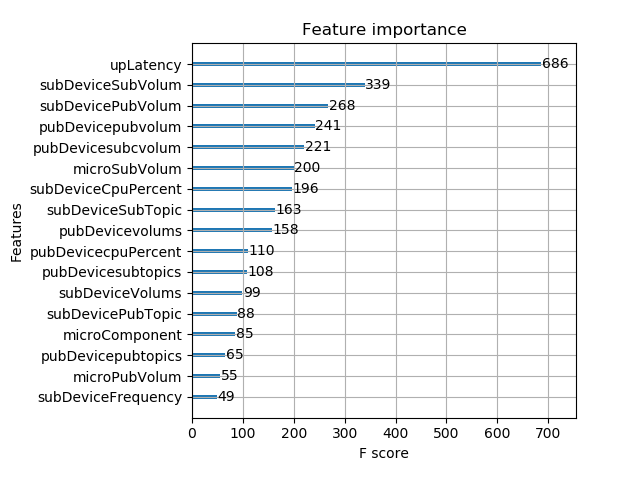 Feature importance
upLatency 686
subDeviceSubVolum 339
subDevicePubVolum 268
pubDevicepubvolum 241
pubDevicesubcvolum 221
microSubVolum 200
subDeviceCpuPercent 196
subDeviceSubTopic 163
pubDevicevolums 158
pubDevicecpuPercent 110
pubDevicesubtopics 108
subDeviceVolums 99
subDevicePubTopic 88
microComponent 85
pubDevicepubtopics 65
microPubVolum 55
subDeviceFrequency 49
Features
0 100 200 300 400 500 600 700
F score